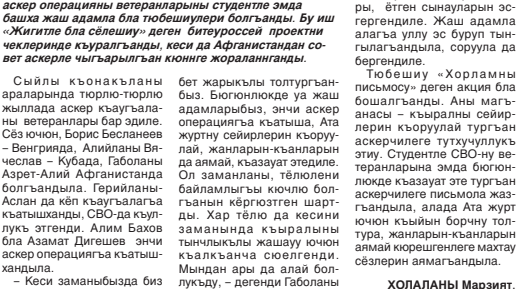 аскер операцияны ветеранларыны студентле эмда
башха жаш адамла бла тюбешиулери болгъанды. Бу иш
«Жигитле бла сёлешиу» деген битеуроссей проектни
чеклеринде къуралгъанды, кеси да Афганистандан со-
вет аскерле чыгъарылгъан кюннге жораланнганды.
Сыйлы къонакъланы
араларында тюрлю-тюрлю
жыллада аскер къаугъала-
ны ветеранлары бар эдиле.
Сёз ючюн, Борис Бесланеев
– Венгрияда, Алийланы Вя-
чеслав – Кубада, Габоланы
Азрет-Алий Афганистанда
болгъандыла. Герийланы-
Аслан да кёп къаугъалагъа
къатышханды, СВО-да къул-
лукъ этгенди. Алим Бахов
бла Азамат Дигешев энчи
аскер операциягъа къатыш-
хандыла.
– Кеси заманыбызда биз
бет жарыкълы толтургъан-
быз. Бюгюнлюкде уа жаш
адамларыбыз, энчи аскер
операциягъа къатыша, Ата
журтну сейирлерин къоруу-
лай, жанларын-къанларын
да аямай, къазауат этедиле.
Ол заманланы, тёлюлени
байламлыгъы кючлю бол-
гъанын кёргюзтген шарт-
ды. Хар тёлю да кесини
заманында къыралыны
тынчлыкълы жашауу ючюн
къалкъанча сюелгенди.
Мындан ары да алай бол-
лукъду, – дегенди Габоланы
ры, ётген сынауларын эс-
гергендиле. Жаш адамла
алагъа уллу эс буруп тын-
гылагъандыла, соруула да
бергендиле.
Тюбешиу «Хорламны
письмосу» деген акция бла
бошалгъанды. Аны магъ-
анасы – къыралны сейир-
лерин къоруулай тургъан
аскерчилеге тутхучлулукъ
этиу. Студентле СВО-ну ве-
теранларына эмда бюгюн-
люкде къазауат эте тургъан
аскерчилеге письмола жаз-
гъандыла, алада Ата журт
ючюн къыйын борчну тол-
тура, жанларын-къанларын
аямай кюрешгенлеге махтау
сёзлерин аямагъандыла.
ХОЛАЛАНЫ Марзият.